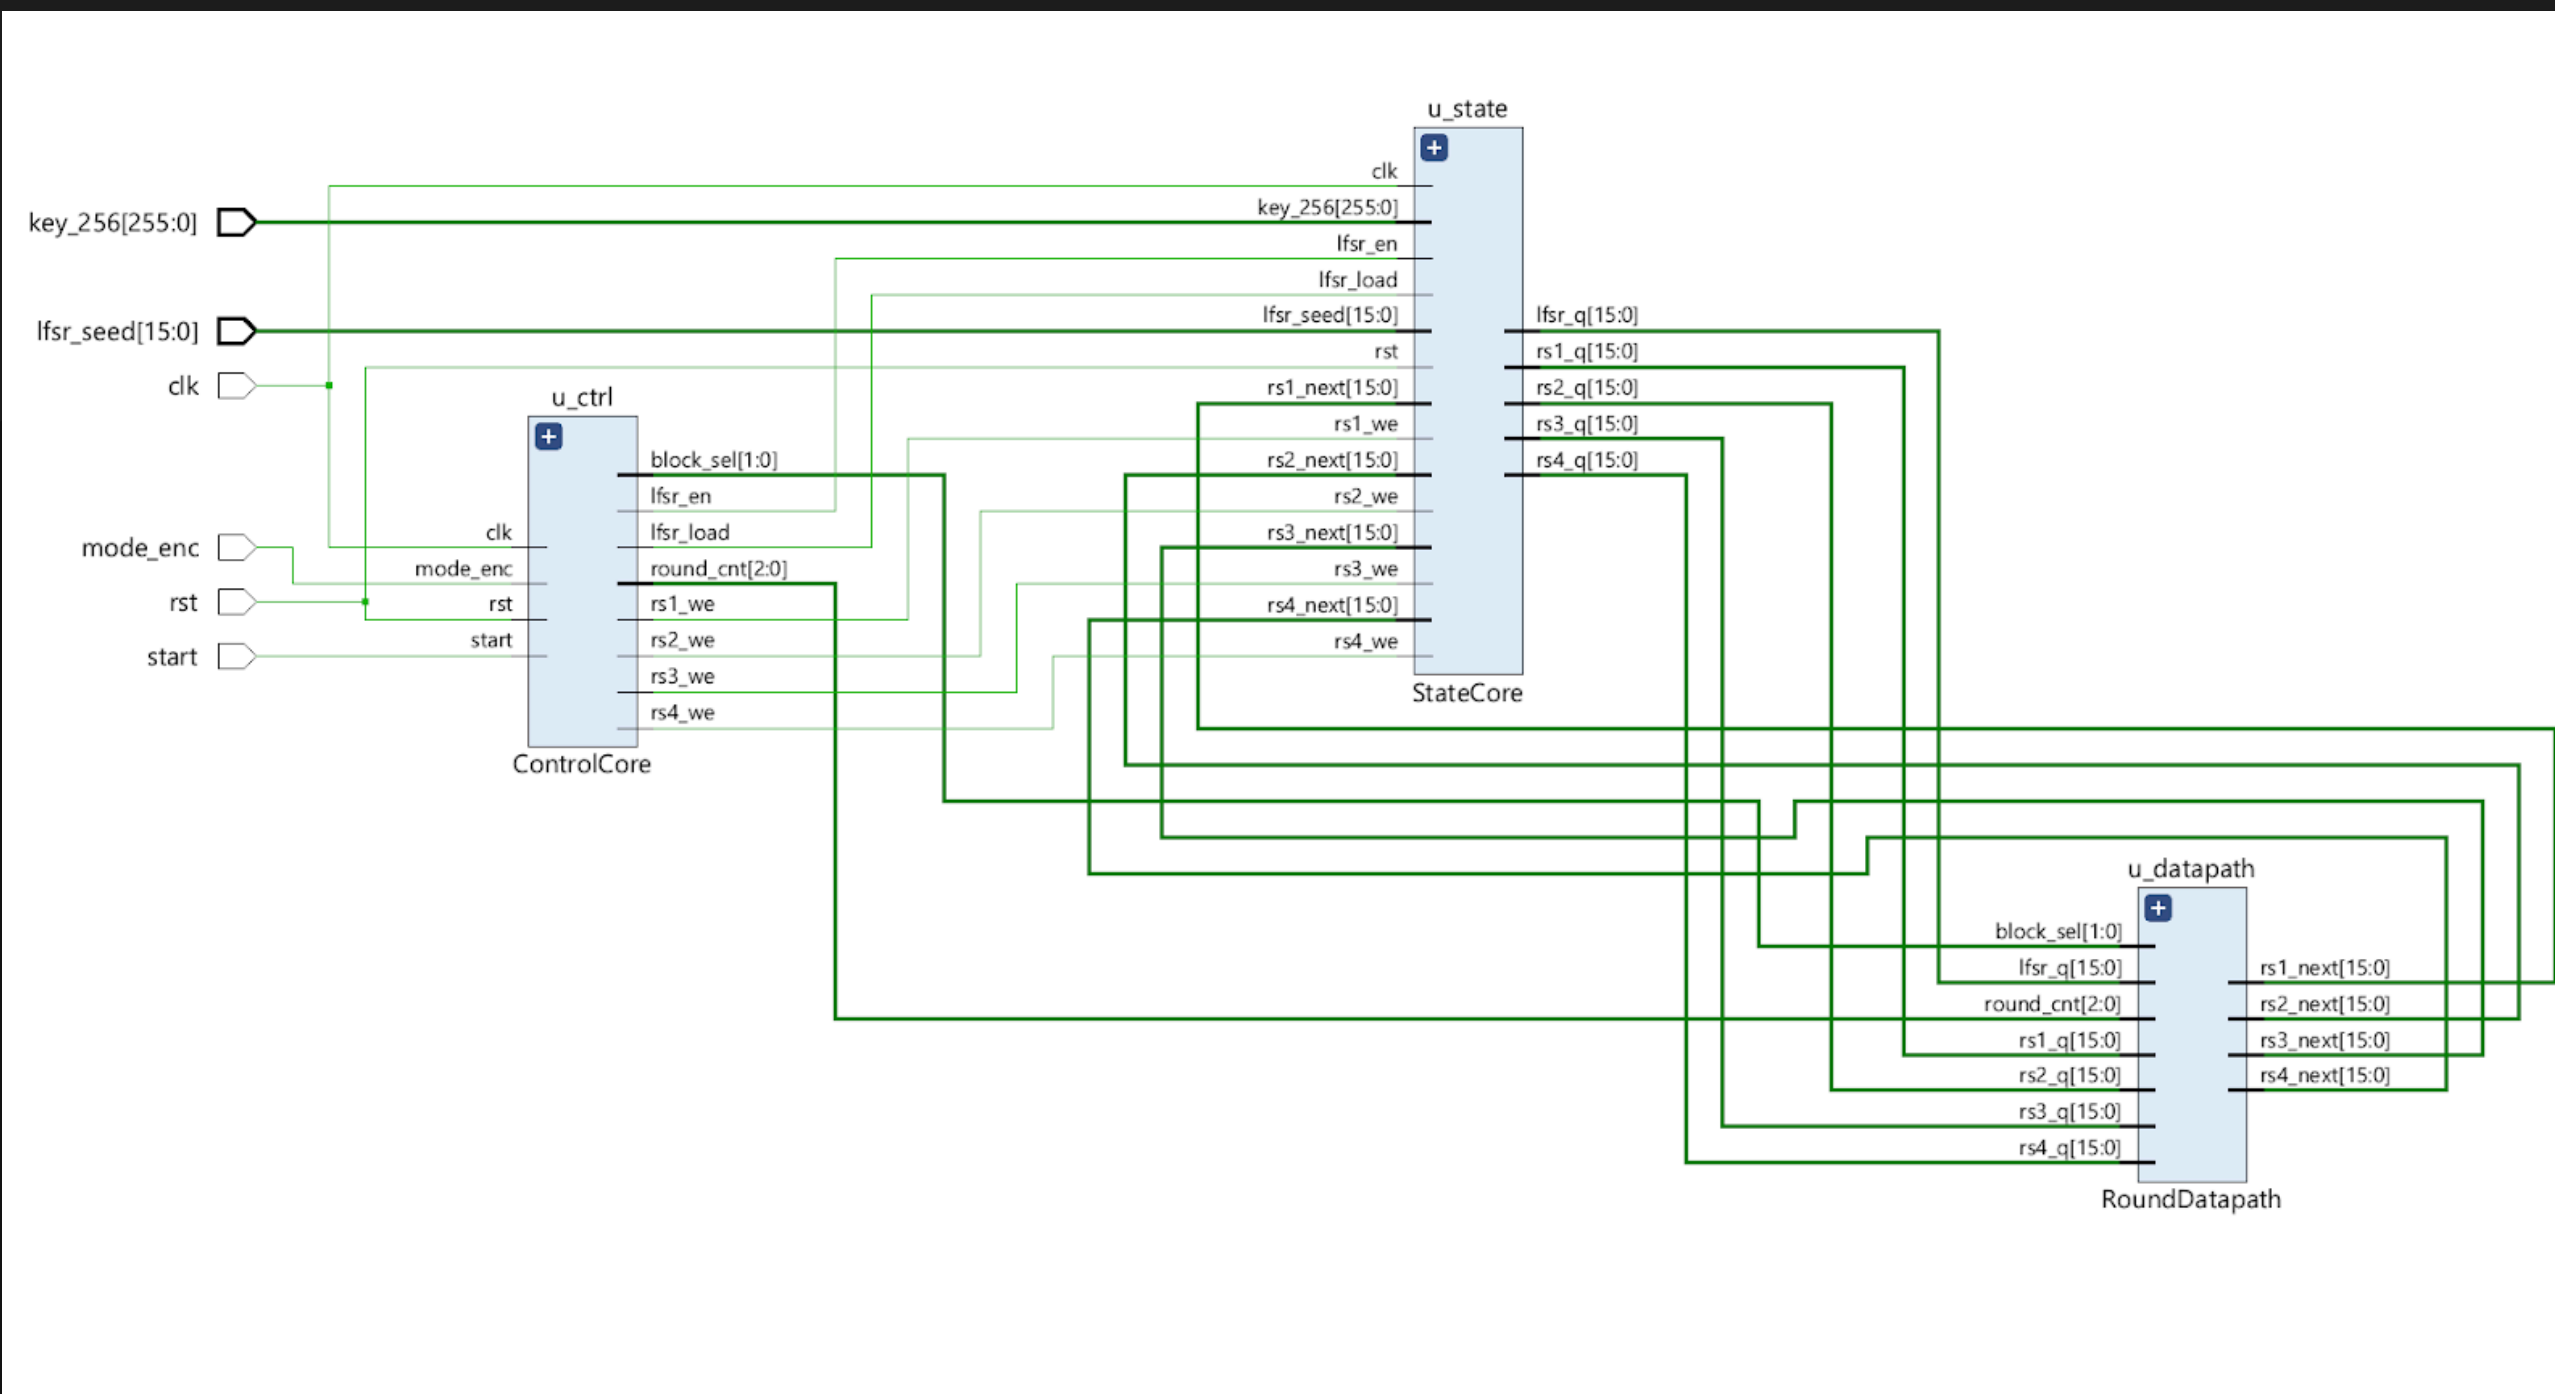 u_state
clk
key_256[255:0]
key_256[255:0]
lfsr_en
lfsr_load
lfsr_seed[15:0]
lfsr_q[15:0]
lfsr_seed[15:0]
rst
rs1_q[15:0]
clk
rs1_next[15:0]
rs2_q[15:0]
u_ctrl
rs1_we
rs3_q[15:0]
block_sel[1:0]
rs2_next[15:0]
rs4_q[15:0]
lfsr_en
rs2_we
clk
lfsr_load
rs3_next[15:0]
mode_enc
mode_enc
round_cnt[2:0]
rs3_we
rst
rst
rs1_we
rs4_next[15:0]
start
start
rs2_we
rs4_we
rs3_we
StateCore
rs4_we
ControlCore
u_datapath
block_sel[1:0]
lfsr_q[15:0]
rs1_next[15:0]
round_cnt[2:0]
rs2_next[15:0]
rs1_q[15:0]
rs3_next[15:0]
rs2_q[15:0]
rs4_next[15:0]
rs3_q[15:0]
rs4_q[15:0]
RoundDatapath